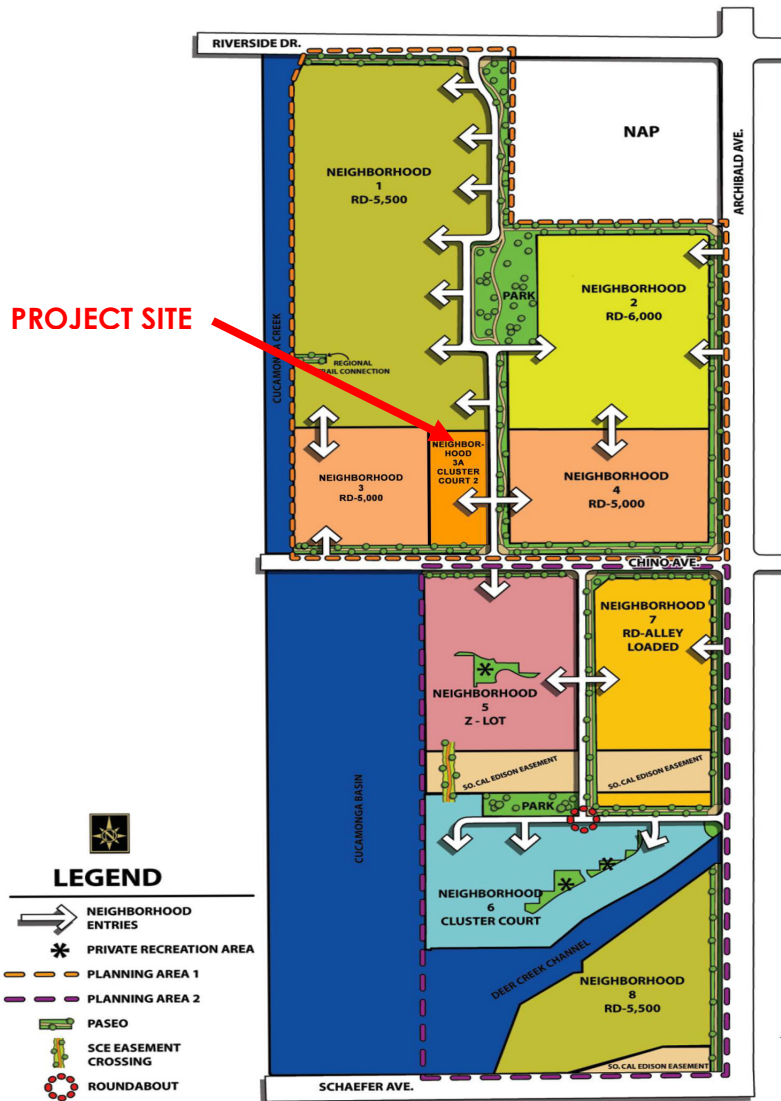 RIVERSIDE DR.
NAP
ARCHIBALD AVE.
NEIGHBORHOOD
1
RD-5,500
NEIGHBORHOOD
2
RD-6,000
PARK
PROJECT SITE
CUCAMONGA CREEK
REGIONAL
TRAIL CONNECTION
NEIGHBOR-
HOOD
3A
CLUSTER
COURT 2
NEIGHBORHOOD
3
RD-5,000
NEIGHBORHOOD
4
RD-5,000
CHINO AVE.
NEIGHBORHOOD
7
RD-ALLEY
LOADED
NEIGHBORHOOD
5
Z - LOT
SO. CAL EDISON EASEMENT
SO. CAL EDISON EASEMENT
PARK
CUCAMONGA BASIN
NEIGHBORHOOD
6
CLUSTER COURT
DEER CREEK CHANNEL
NEIGHBORHOOD
8
RD-5,500
SO. CAL EDISON EASEMENT
SCHAEFER AVE.
N
LEGEND
NEIGHBORHOOD
ENTRIES
PRIVATE RECREATION AREA
PLANNING AREA 1
PLANNING AREA 2
PASEO
SCE EASEMENT
CROSSING
ROUNDABOUT